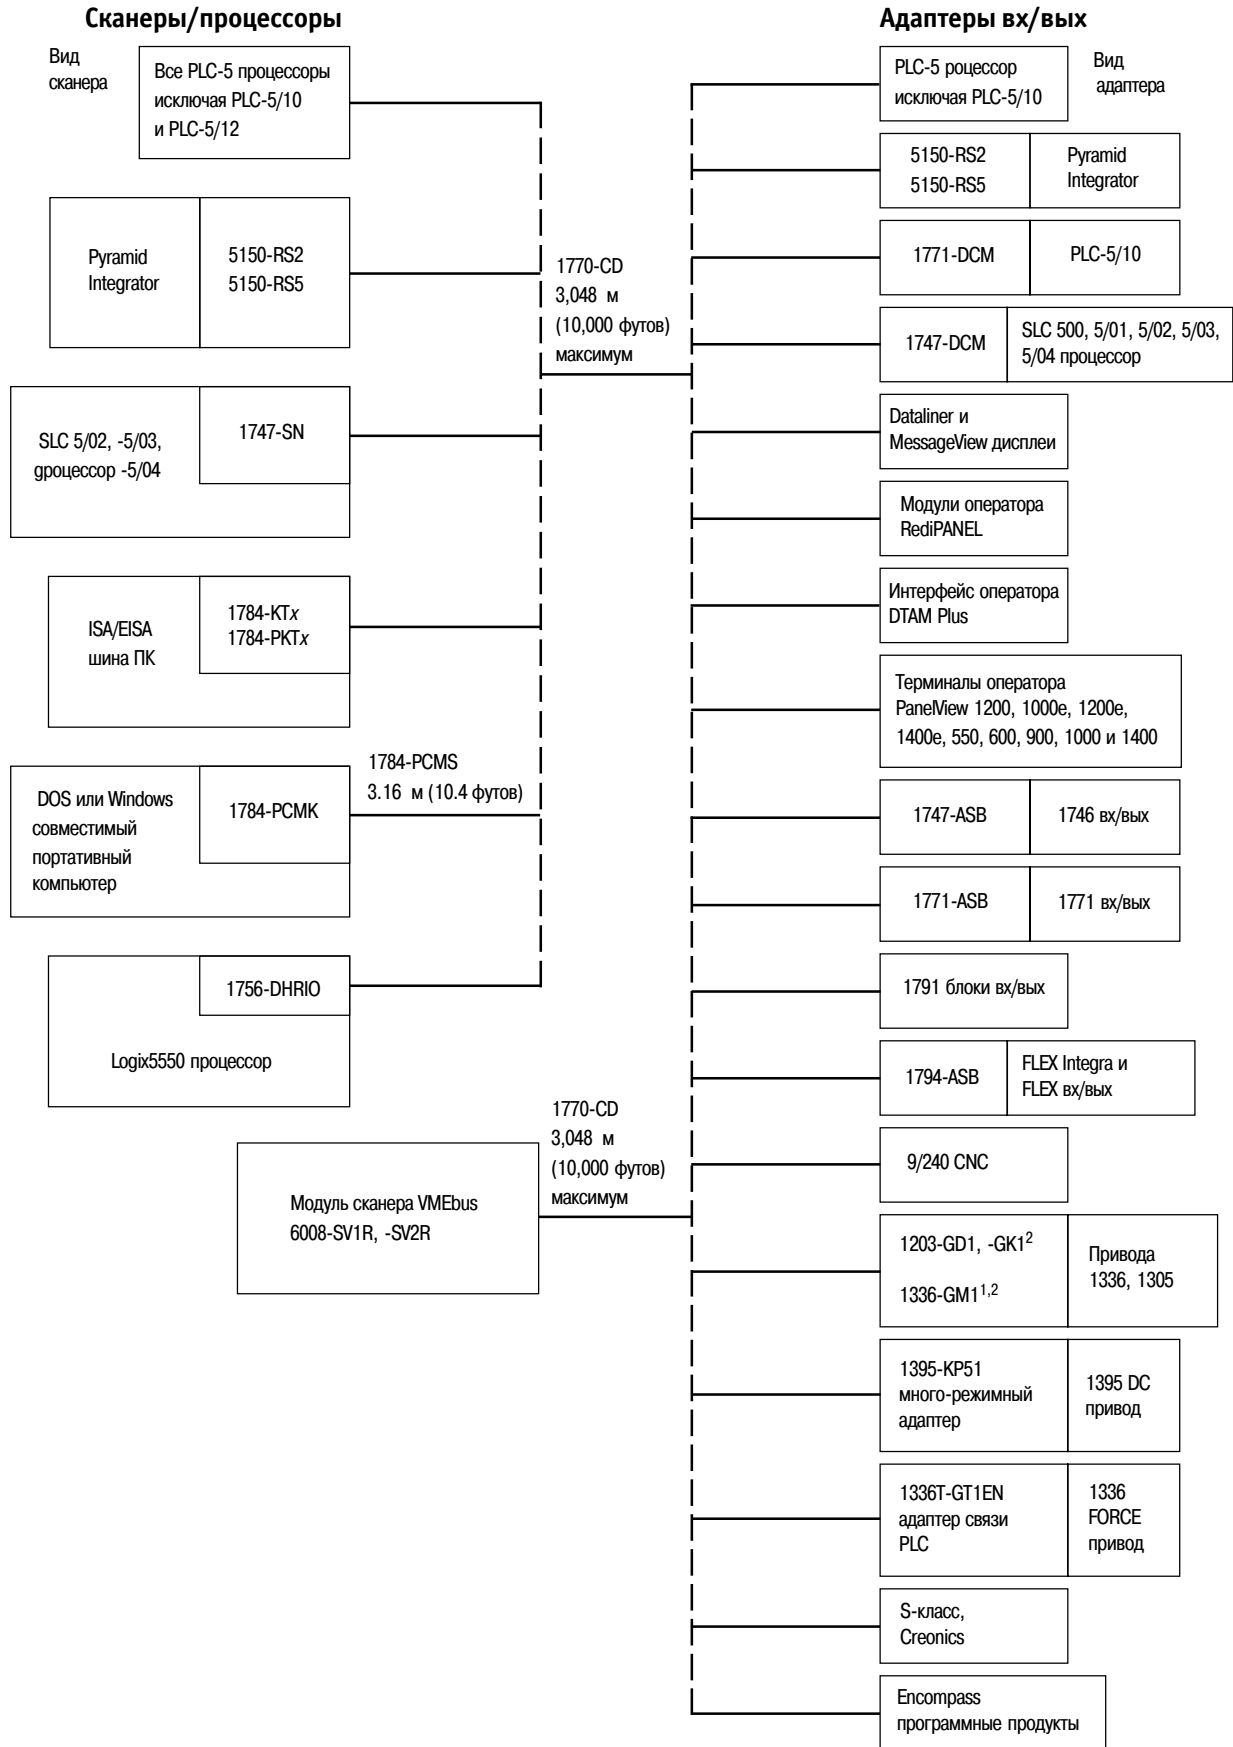 Сканеры/процессоры
Вид
сканера
Все PLC-5 процессоры
исключая PLC-5/10
и PLC-5/12
Pyramid
Integrator
5150-RS2
5150-RS5
SLC 5/02, -5/03,
gроцессор -5/04
1747-SN
ISA/EISA
шина ПК
1784-KTx
1784-PKTx
DOS или Windows
совместимый
портативный
компьютер
1784-PCMK
1784-PCMS
3.16 м (10.4 футов)
1756-DHRIO
Logix5550 процессор
Модуль сканера VMEbus
6008-SV1R, -SV2R
1770-CD
3,048 м
(10,000 футов)
максимум
1770-CD
3,048 м
(10,000 футов)
максимум
Адаптеры вх/вых
PLC-5 роцессор
исключая PLC-5/10
Вид
адаптера
5150-RS2
5150-RS5
Pyramid
Integrator
1771-DCM
PLC-5/10
1747-DCM
SLC 500, 5/01, 5/02, 5/03,
5/04 процессор
Dataliner и
MessageView дисплеи
Модули оператора
RediPANEL
Интерфейс оператора
DTAM Plus
Терминалы оператора
PanelView 1200, 1000e, 1200e,
1400e, 550, 600, 900, 1000 и 1400
1747-ASB
1746 вх/вых
1771-ASB
1771 вх/вых
1791 блоки вх/вых
1794-ASB
FLEX Integra и
FLEX вх/вых
9/240 CNC
1203-GD1, -GK1²
1336-GM1¹,²
Привода
1336, 1305
1395-KP51
много-режимный
адаптер
1395 DC
привод
1336T-GT1EN
адаптер связи
PLC
1336
FORCE
привод
S-класс,
Creonics
Encompass
программные продукты